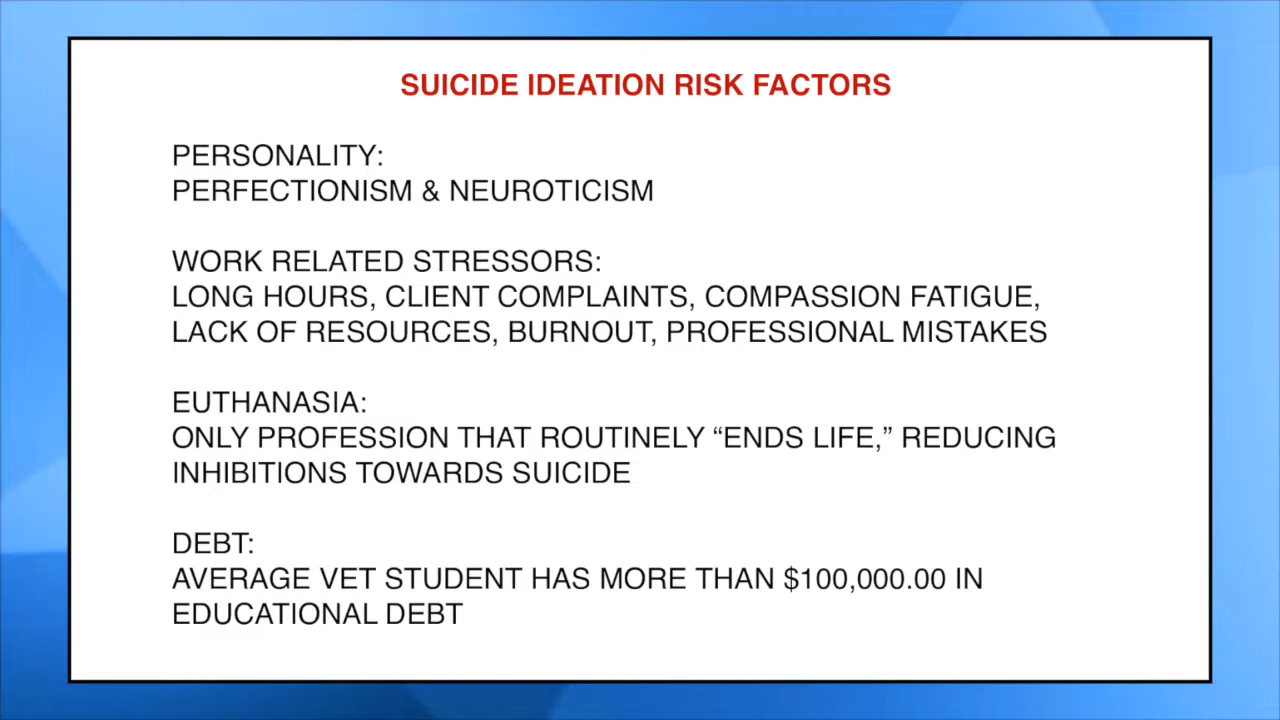 SUICIDE IDEATION RISK FACTORS
PERSONALITY:
PERFECTIONISM & NEUROTICISM
WORK RELATED STRESSORS:
LONG HOURS, CLIENT COMPLAINTS, COMPASSION FATIGUE,
LACK OF RESOURCES, BURNOUT, PROFESSIONAL MISTAKES
EUTHANASIA:
ONLY PROFESSION THAT ROUTINELY “ENDS LIFE,” REDUCING
INHIBITIONS TOWARDS SUICIDE
DEBT:
AVERAGE VET STUDENT HAS MORE THAN $100,000.00 IN
EDUCATIONAL DEBT